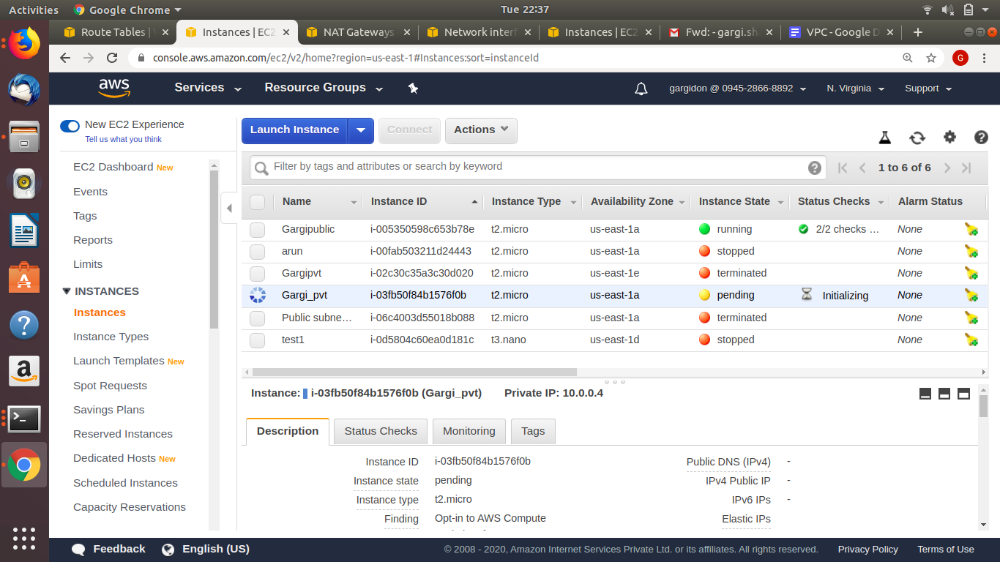 Activities Google Chrome Tue 22:37
Route Tables | Instances | EC2 NAT Gateways Network interf Instances | EC2 Fwd: - gargi.sh VPC - Google D
console.aws.amazon.com/ec2/v2/home?region=us-east-1#Instances:sort=instanceId G
aws Services Resource Groups gargidon @ 0945-2866-8892 N. Virginia Support
New EC2 Experience
Tell us what you think
EC2 Dashboard New
Events
Tags
Reports
Limits
INSTANCES
Instances
Instance Types
Launch Templates New
Spot Requests
Savings Plans
Reserved Instances
Dedicated Hosts New
Scheduled Instances
Capacity Reservations
Launch Instance Connect Actions
Filter by tags and attributes or search by keyword 1 to 6 of 6
Name Instance ID Instance Type Availability Zone Instance State Status Checks Alarm Status
Gargipublic i-005350598c653b78e t2.micro us-east-1a running 2/2 checks ... None
arun i-00fab503211d24443 t2.micro us-east-1a stopped None
Gargipvt i-02c30c35a3c30d020 t2.micro us-east-1e terminated None
Gargi_pvt i-03fb50f84b1576f0b t2.micro us-east-1a pending Initializing None
Public subne... i-06c4003d55018b088 t2.micro us-east-1a terminated None
test1 i-0d5804c60ea0d181c t3.nano us-east-1d stopped None
Instance: i-03fb50f84b1576f0b (Gargi_pvt) Private IP: 10.0.0.4
Description Status Checks Monitoring Tags
Instance ID i-03fb50f84b1576f0b Public DNS (IPv4) -
Instance state pending IPv4 Public IP -
Instance type t2.micro IPv6 IPs -
Finding Opt-in to AWS Compute Elastic IPs
Feedback English (US) © 2008 - 2020, Amazon Internet Services Private Ltd. or its affiliates. All rights reserved. Privacy Policy Terms of Use